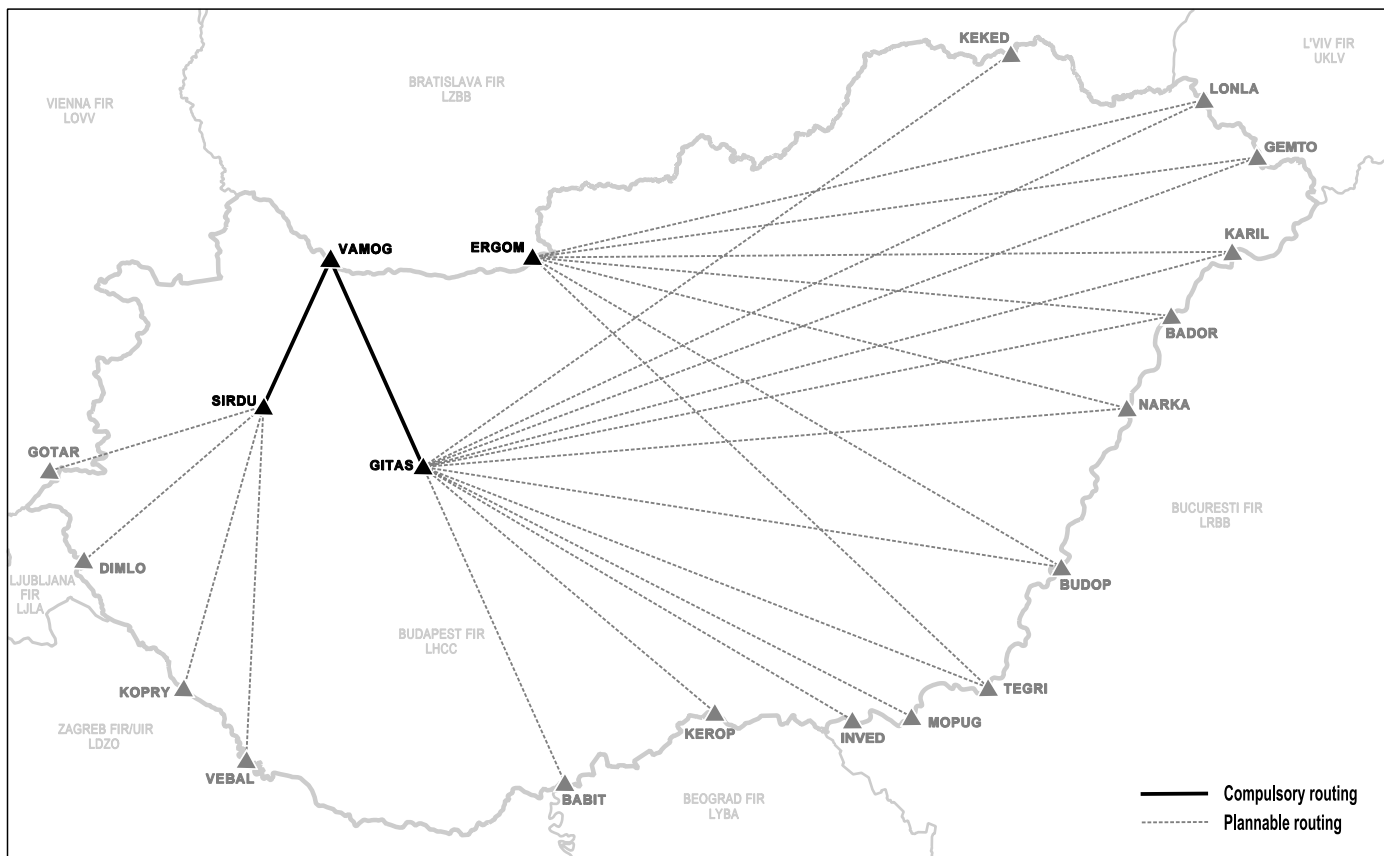 KEKED
L'VIV FIR
UKLV
BRATISLAVA FIR
LZBB
LONLA
VIENNA FIR
LOVV
GEMTO
VAMOG
ERGOM
KARIL
BADOR
SIRDU
NARKA
GOTAR
GITAS
BUCURESTI FIR
LRBB
DIMLO
LJUBLJANA
FIR
LJLA
BUDOP
BUDAPEST FIR
LHCC
KOPRY
TEGRI
ZAGREB FIR/UIR
LDZO
KEROP
INVED
MOPUG
VEBAL
BABIT
BEOGRAD FIR
LYBA
Compulsory routing
Plannable routing